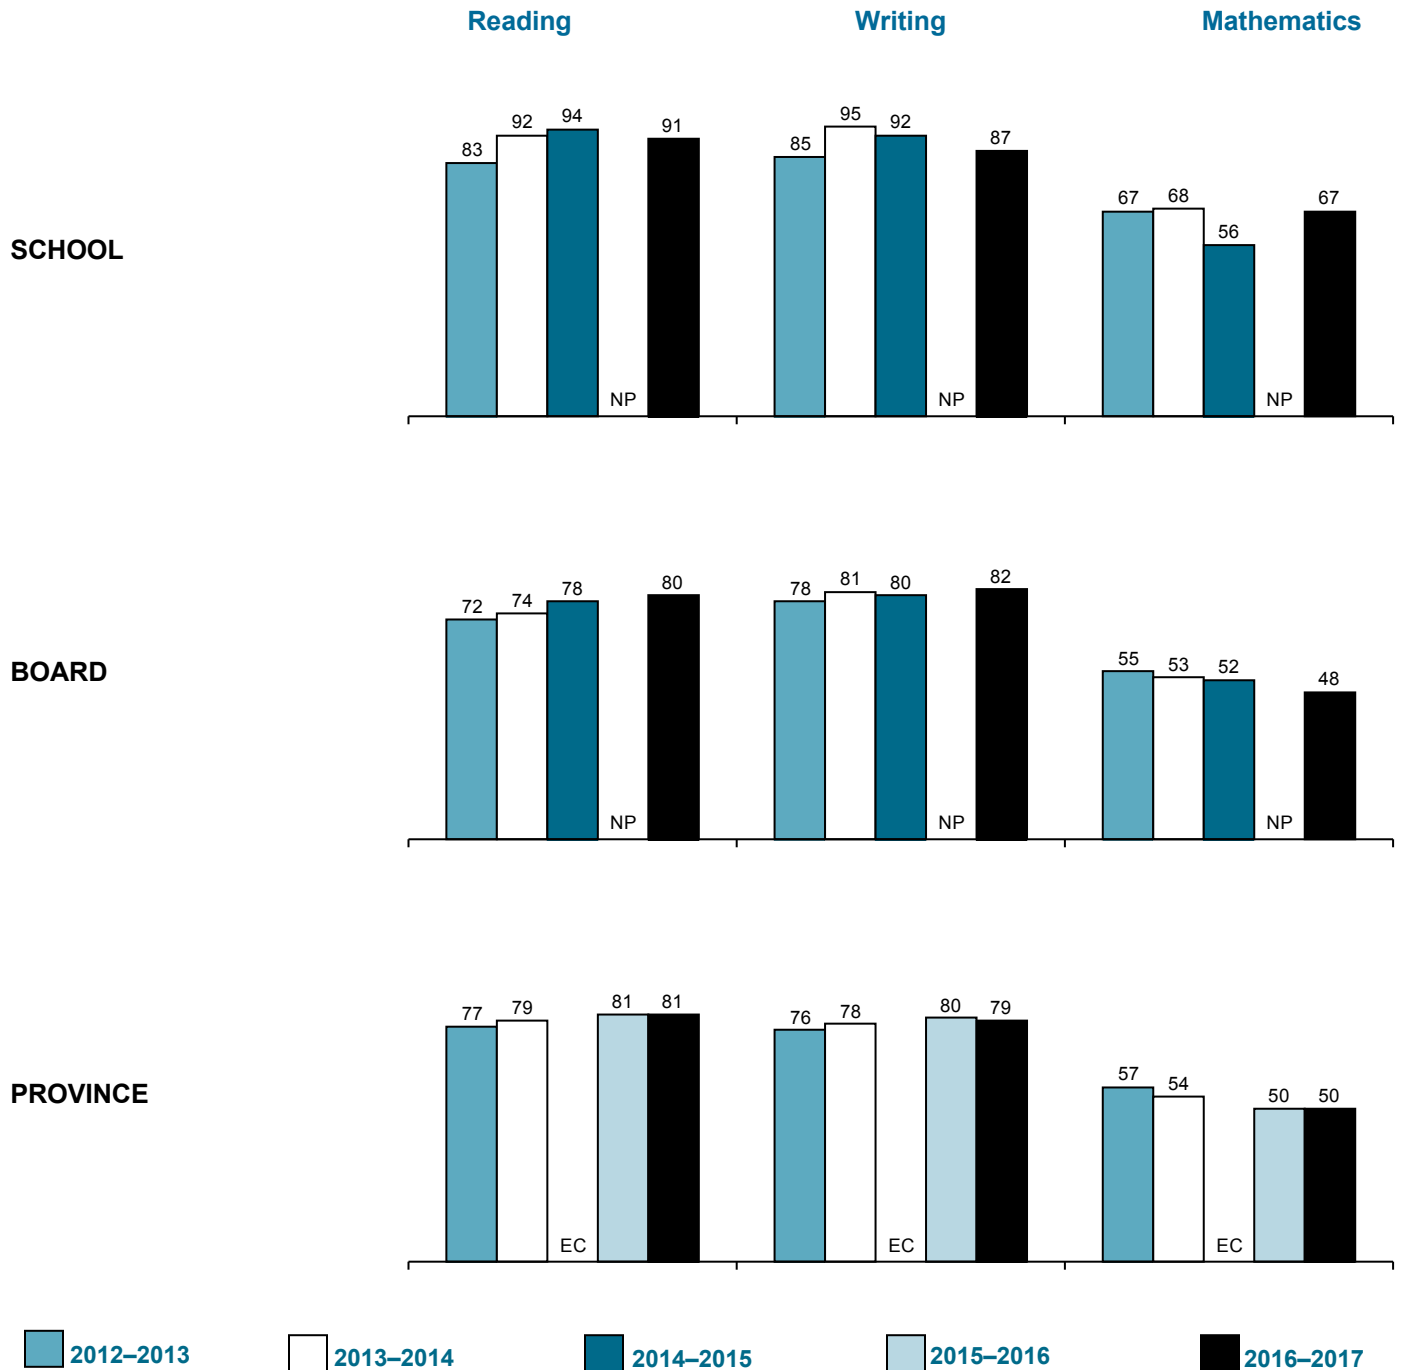 Reading Writing Mathematics
SCHOOL
83 92 94 NP 91 85 95 92 NP 87 67 68 56 NP 67
BOARD
72 74 78 NP 80 78 81 80 NP 82 55 53 52 NP 48
PROVINCE
77 79 EC 81 81 76 78 EC 80 79 57 54 EC 50 50
2012–2013 2013–2014 2014–2015 2015–2016 2016–2017